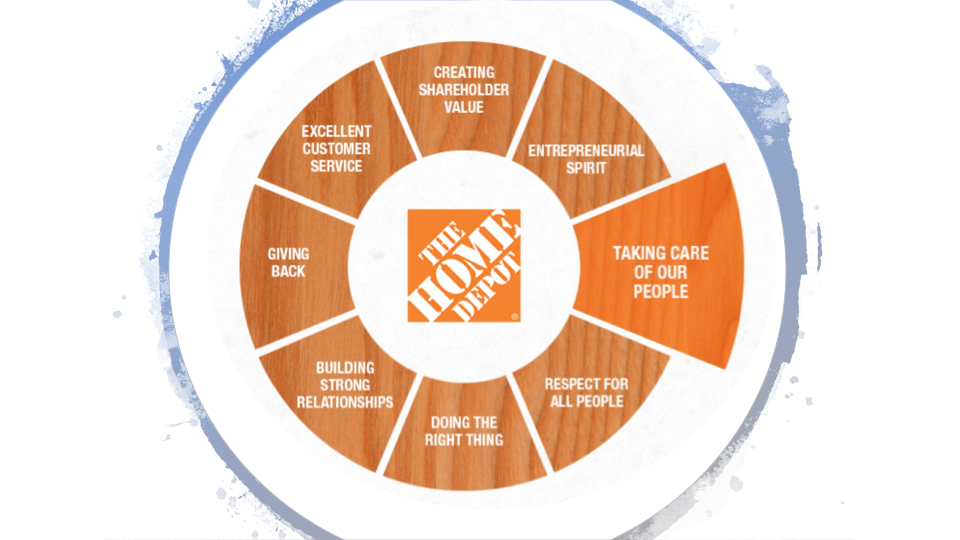 CREATING
SHAREHOLDER
VALUE
ENTREPRENEURIAL
SPIRIT
TAKING CARE
OF OUR
PEOPLE
RESPECT FOR
ALL PEOPLE
DOING THE
RIGHT THING
BUILDING
STRONG
RELATIONSHIPS
GIVING
BACK
EXCELLENT
CUSTOMER
SERVICE
THE
HOME
DEPOT
®